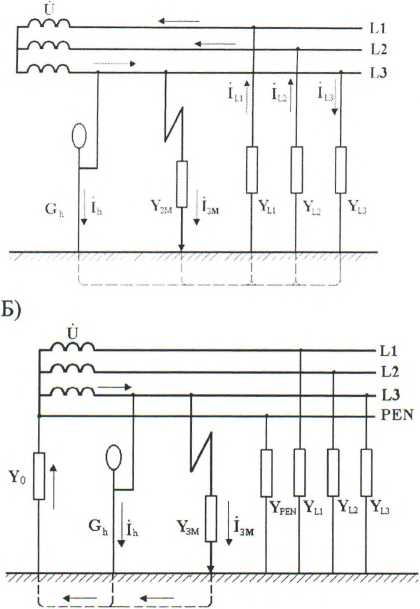 U̇
L1
L2
L3
İL1 İL2 İL3
Gh İh YЗМ İЗМ YL1 YL2 YL3
Б)
U̇
L1
L2
L3
PEN
Y0
Gh İh YЗМ İЗМ YPEN YL1 YL2 YL3